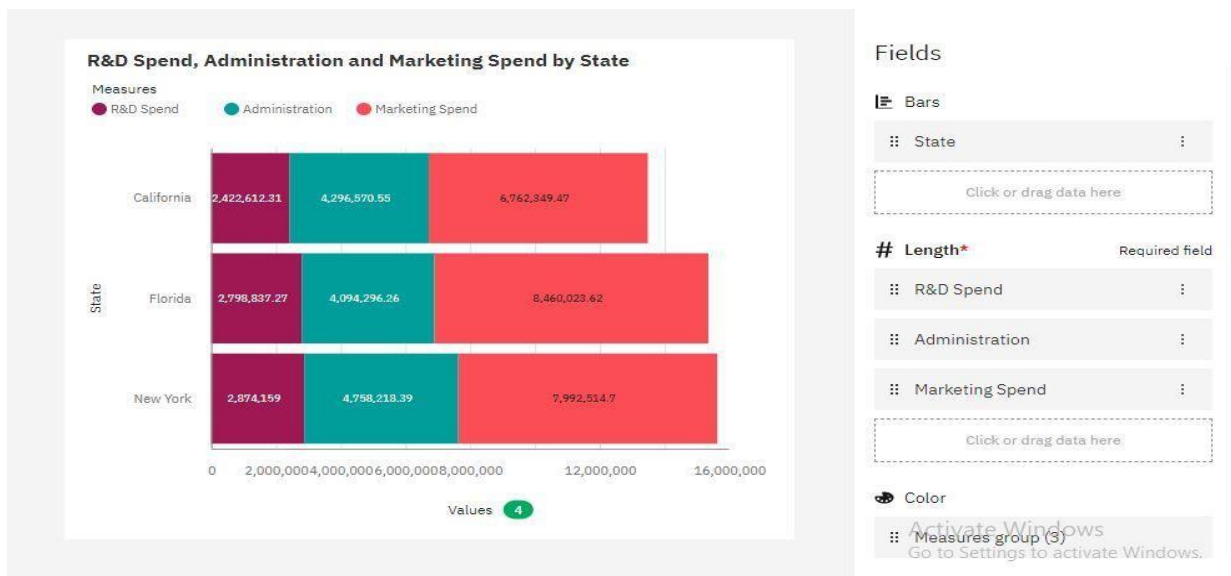 R&D Spend, Administration and Marketing Spend by State
Measures
R&D Spend Administration Marketing Spend
California 2,422,612.31 4,296,570.55 6,762,349.47
State
Florida 2,798,837.27 4,094,296.26 8,460,023.62
New York 2,874,159 4,758,218.39 7,992,514.7
0 2,000,000 4,000,000 6,000,000 8,000,000 12,000,000 16,000,000
Values 4
Fields
Bars
State
Click or drag data here
# Length* Required field
R&D Spend
Administration
Marketing Spend
Click or drag data here
Color
Measures group (3)
Activate Windows
Go to Settings to activate Windows.